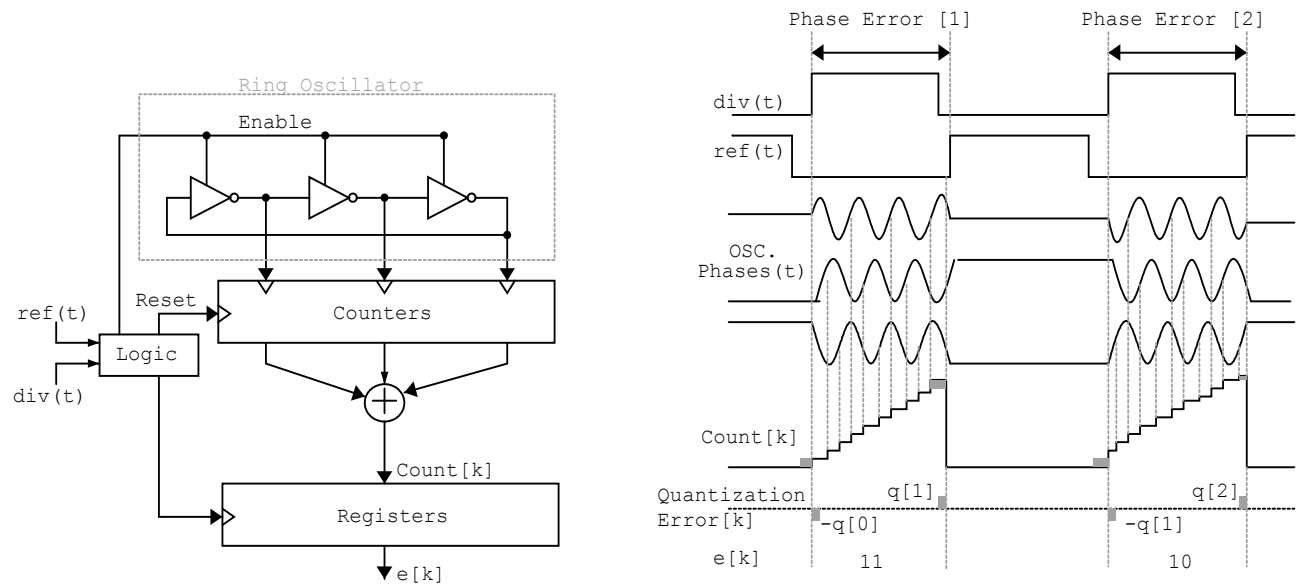 Ring Oscillator
Enable
Reset
Counters
ref(t)
Logic
div(t)
Count[k]
Registers
e[k]
Phase Error [1]
Phase Error [2]
div(t)
ref(t)
OSC.
Phases(t)
Count[k]
Quantization
Error[k]
q[1]
q[2]
-q[0]
-q[1]
e[k]
11
10